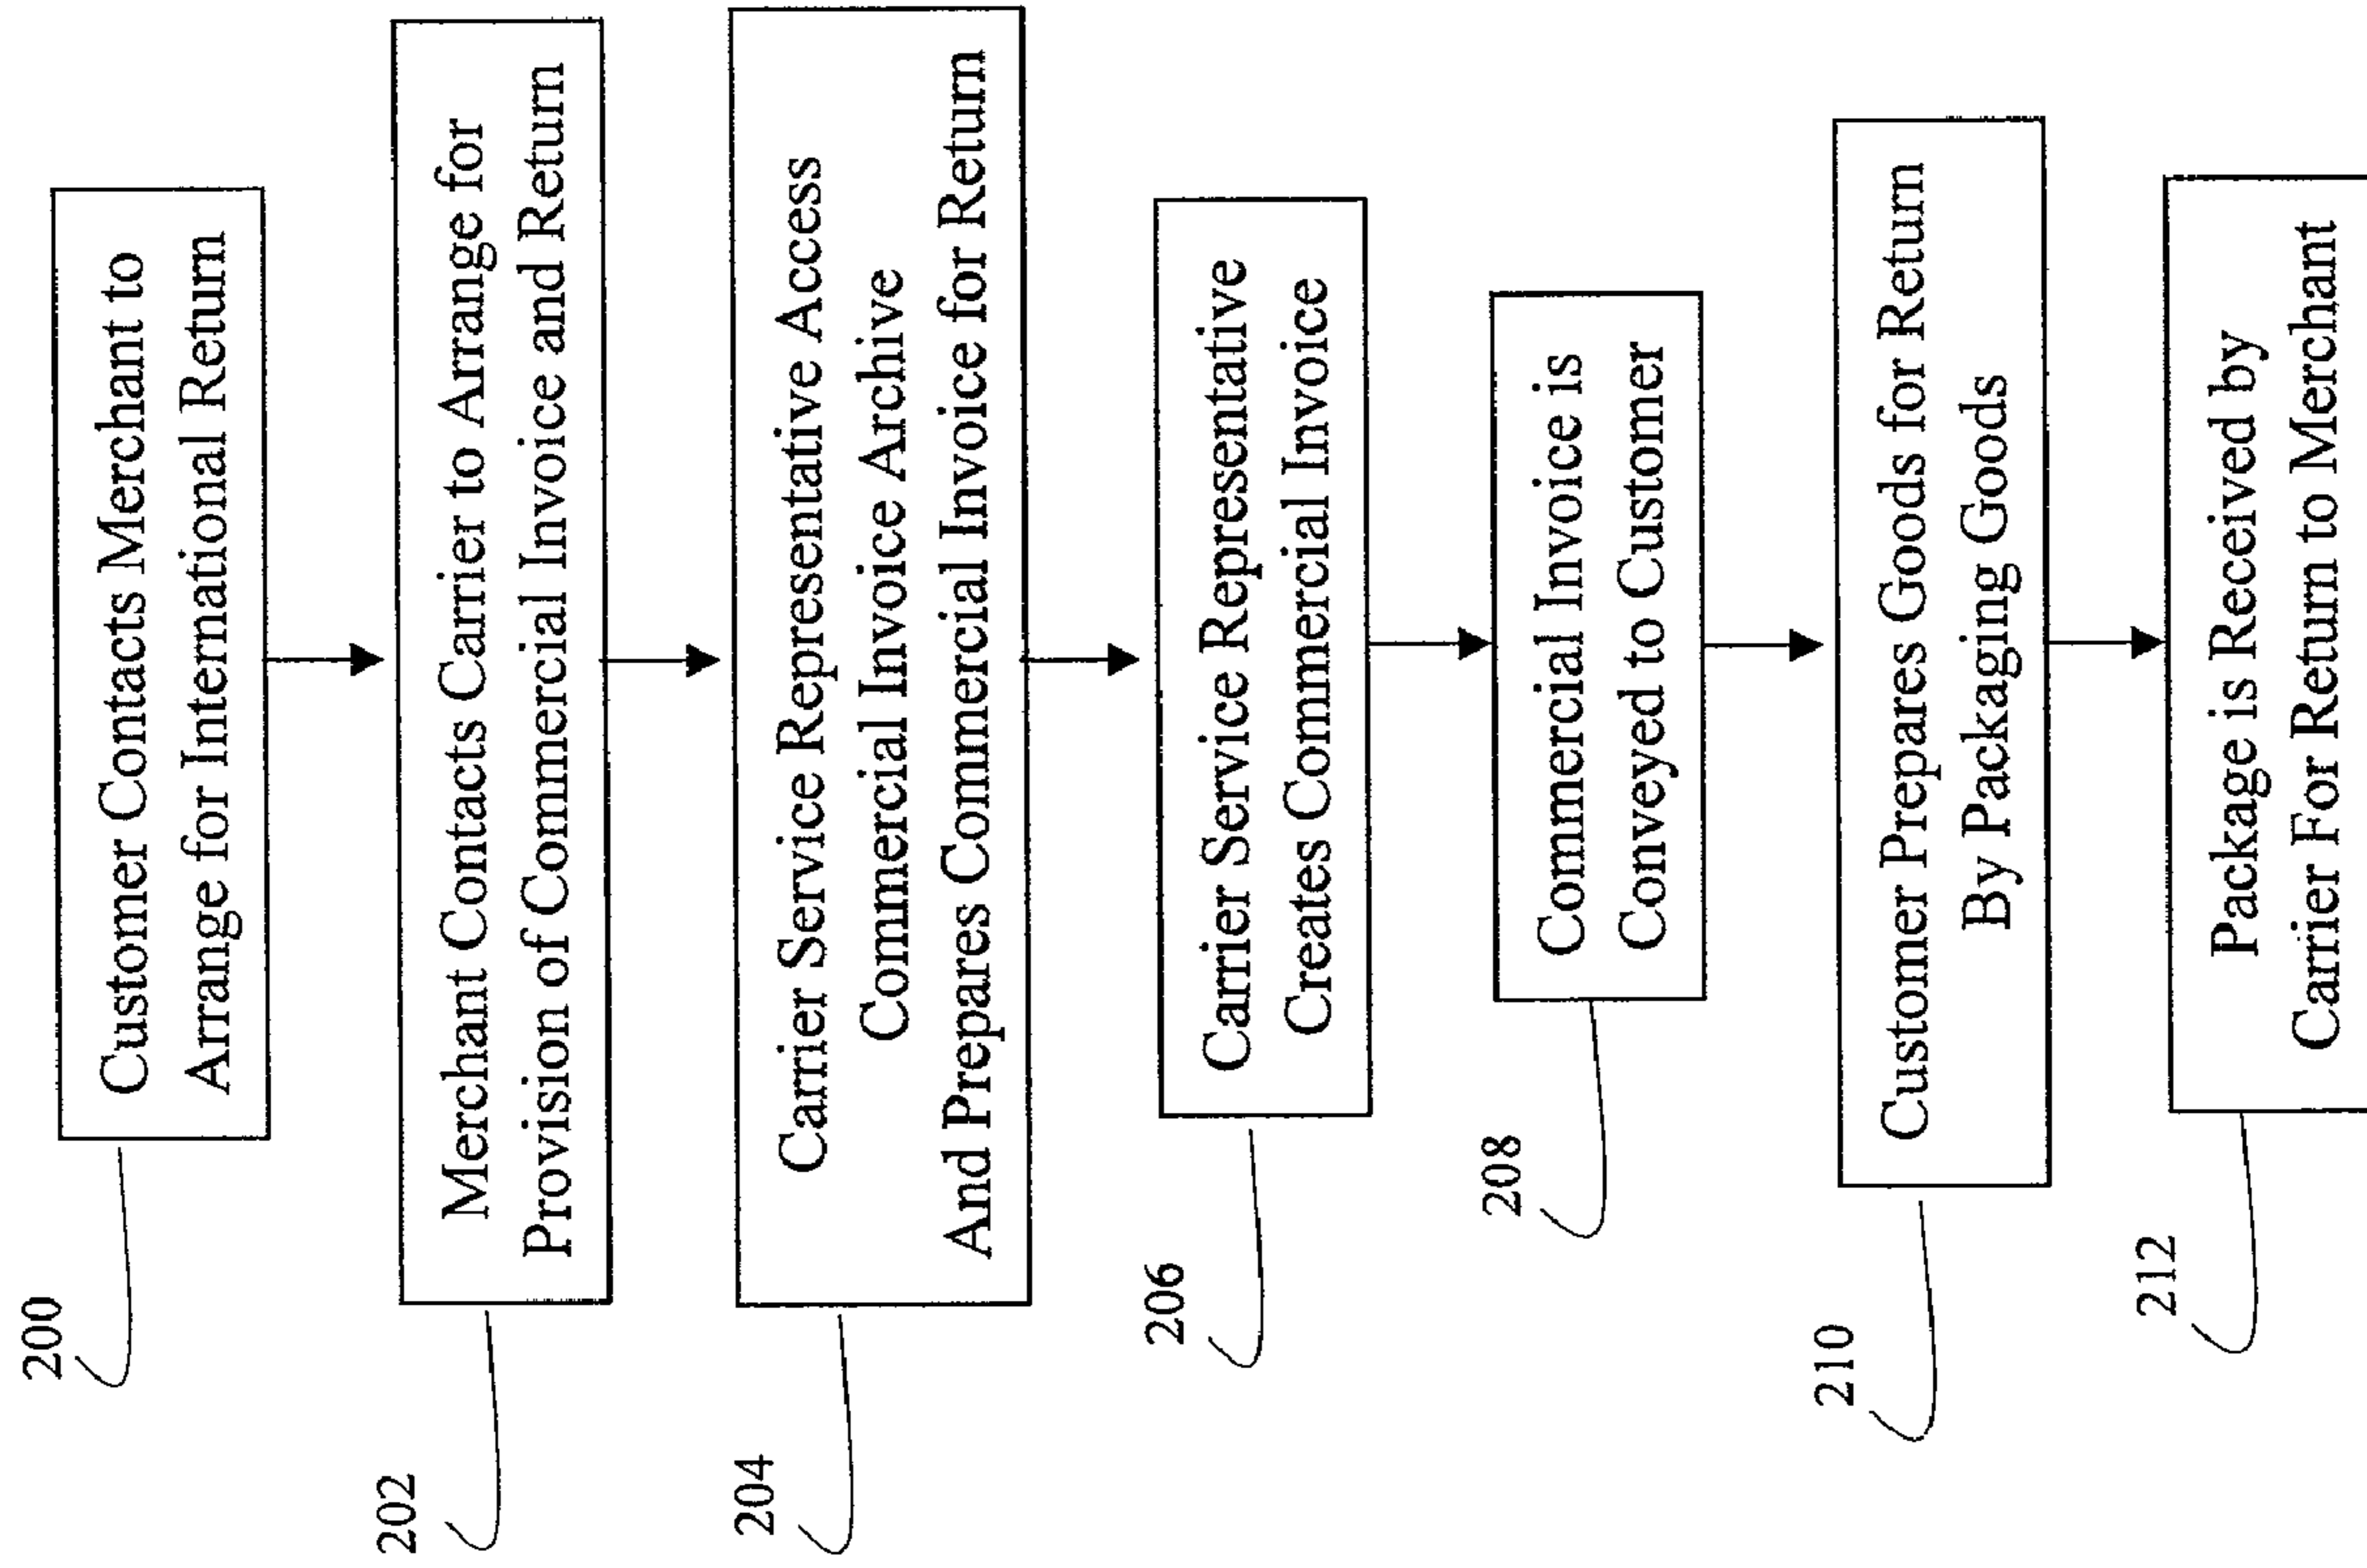 200
Customer Contacts Merchant to
Arrange for International Return
202
Merchant Contacts Carrier to Arrange for
Provision of Commercial Invoice and Return
204
Carrier Service Representative Access
Commercial Invoice Archive
And Prepares Commercial Invoice for Return
206
Carrier Service Representative
Creates Commercial Invoice
208
Commercial Invoice is
Conveyed to Customer
210
Customer Prepares Goods for Return
By Packaging Goods
212
Package is Received by
Carrier For Return to Merchant